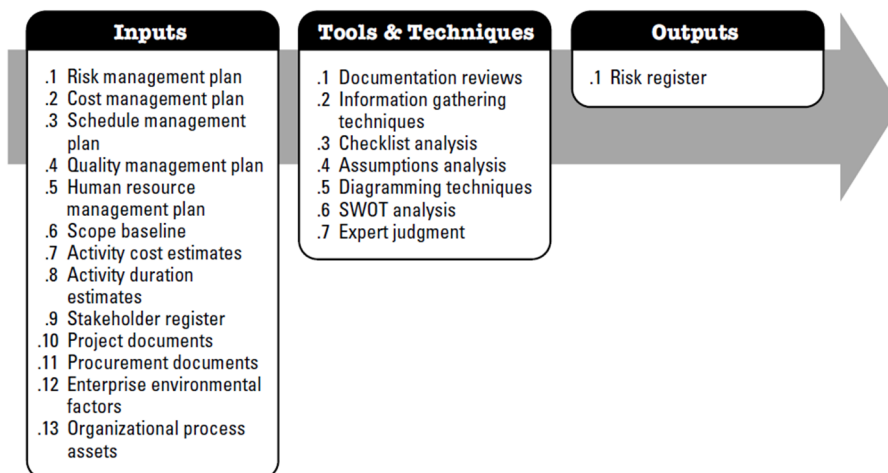 Inputs
.1 Risk management plan
.2 Cost management plan
.3 Schedule management
plan
.4 Quality management plan
.5 Human resource
management plan
.6 Scope baseline
.7 Activity cost estimates
.8 Activity duration
estimates
.9 Stakeholder register
.10 Project documents
.11 Procurement documents
.12 Enterprise environmental
factors
.13 Organizational process
assets
Tools & Techniques
.1 Documentation reviews
.2 Information gathering
techniques
.3 Checklist analysis
.4 Assumptions analysis
.5 Diagramming techniques
.6 SWOT analysis
.7 Expert judgment
Outputs
.1 Risk register